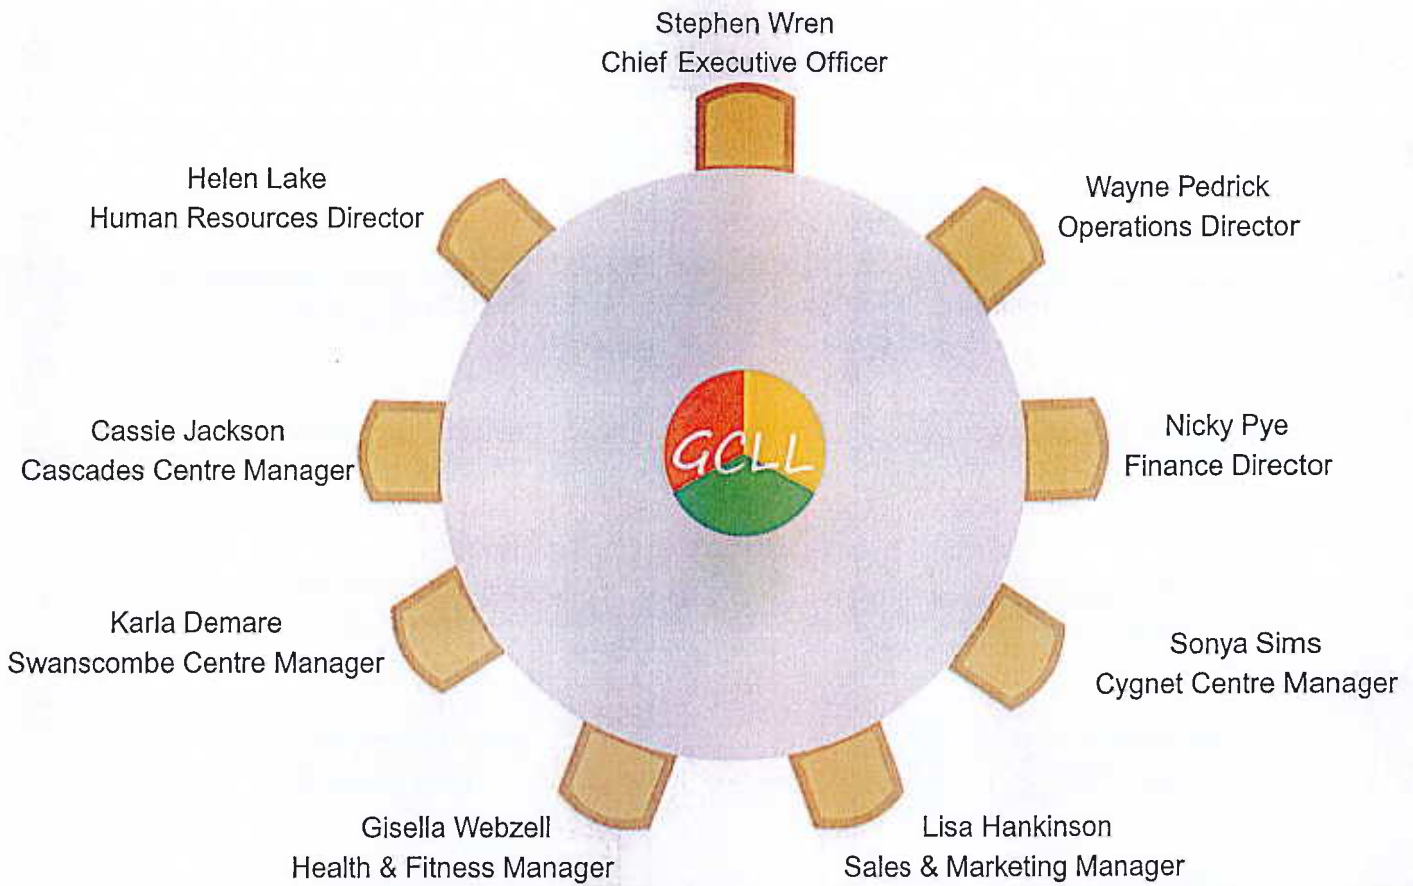 Stephen Wren
Chief Executive Officer
Helen Lake
Human Resources Director
Wayne Pedrick
Operations Director
Cassie Jackson
Cascades Centre Manager
GCLL
Nicky Pye
Finance Director
Karla Demare
Swanscombe Centre Manager
Sonya Sims
Cygnet Centre Manager
Gisella Webzell
Health & Fitness Manager
Lisa Hankinson
Sales & Marketing Manager